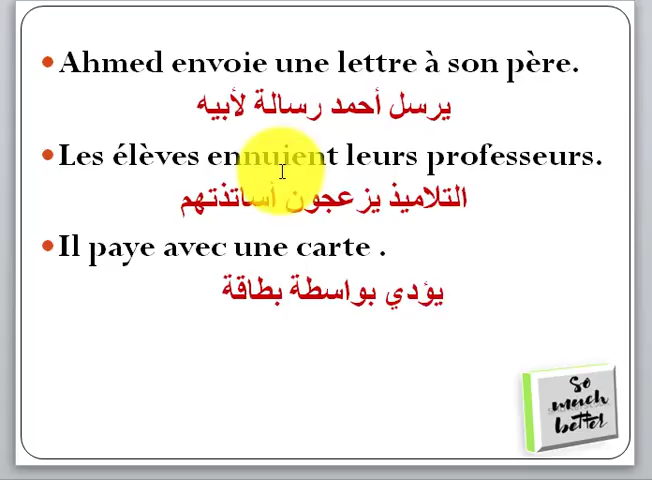 Ahmed envoie une lettre à son père.
يرسل أحمد رسالة لأبيه
Les élèves ennuient leurs professeurs.
التلاميذ يزعجون أساتذتهم
Il paye avec une carte .
يؤدي بواسطة بطاقة
So
much
better